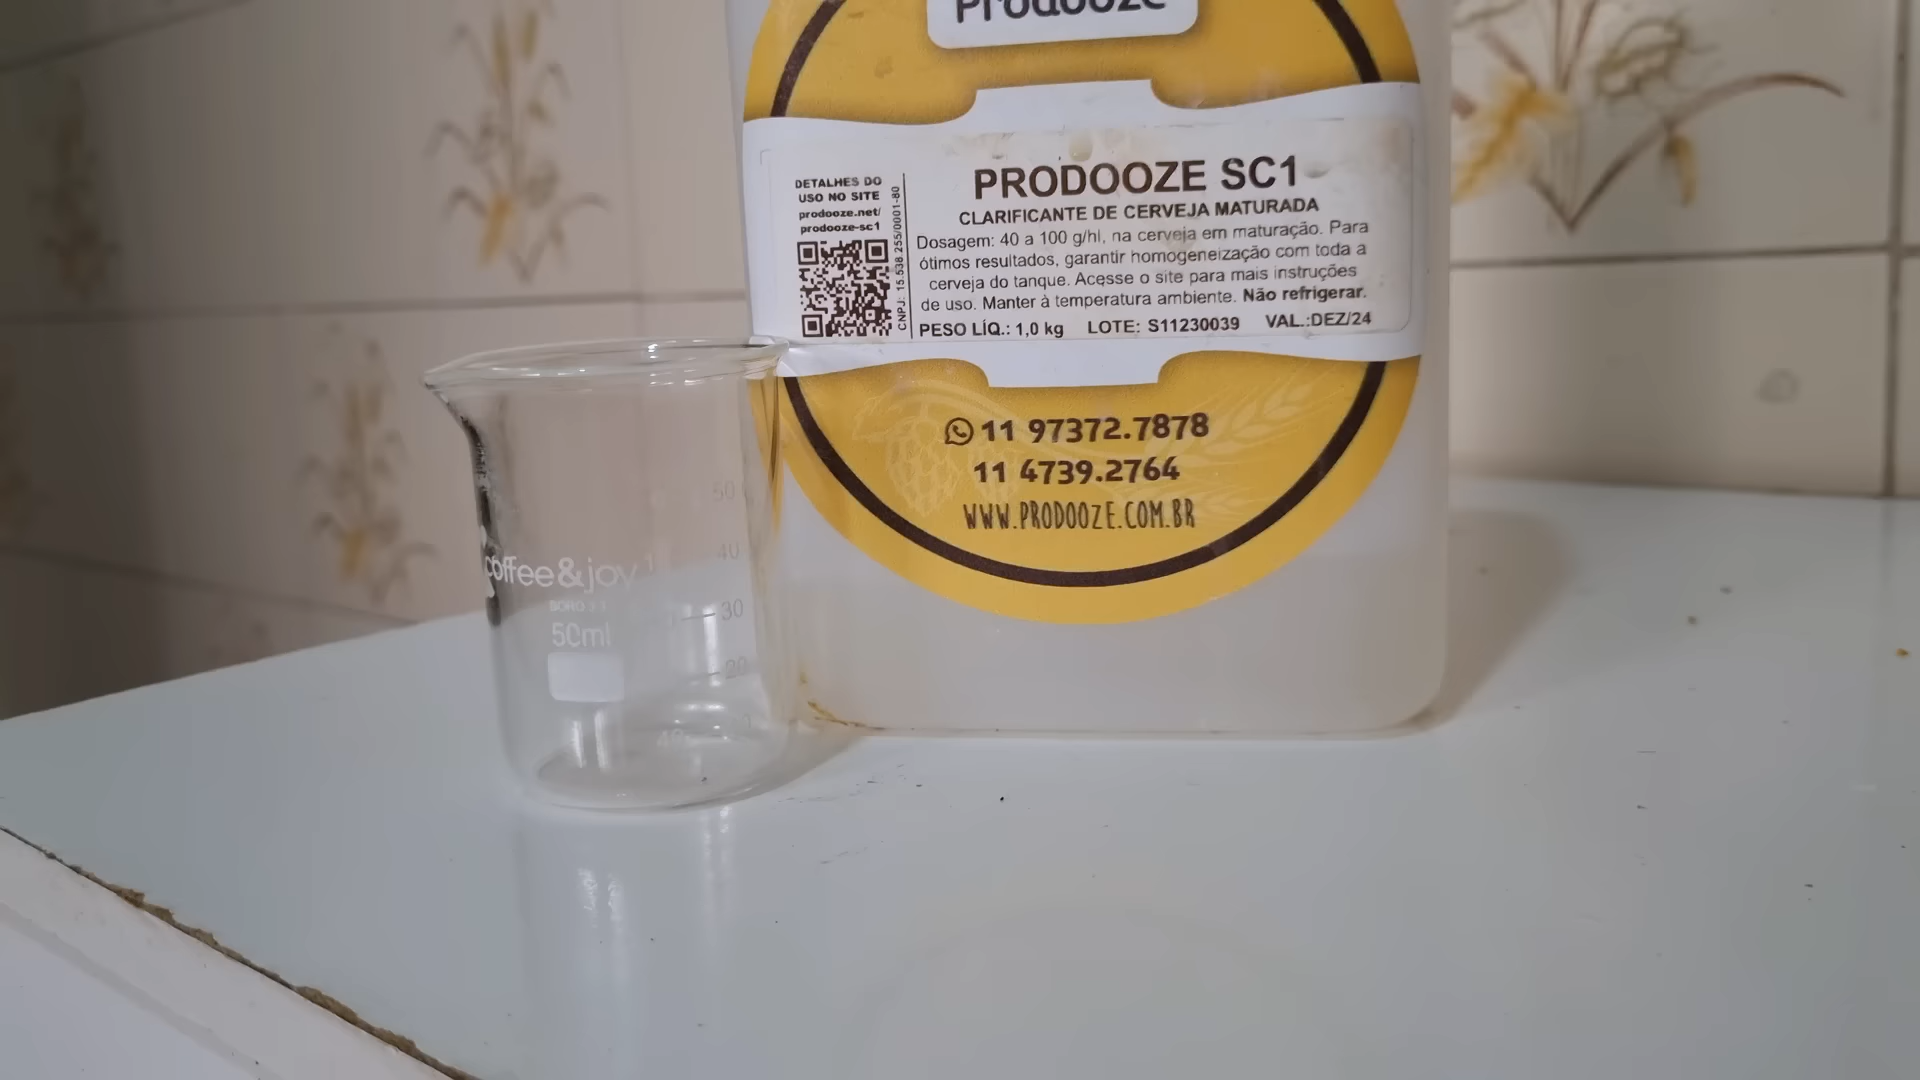 Prodooze
DETALHES DO
USO NO SITE
prodooze.net/
prodooze-sc1
CNPJ: 15.538.255/0001-80
PRODOOZE SC1
CLARIFICANTE DE CERVEJA MATURADA
Dosagem: 40 a 100 g/hl, na cerveja em maturação. Para
ótimos resultados, garantir homogeneização com toda a
cerveja do tanque. Acesse o site para mais instruções
de uso. Manter à temperatura ambiente. Não refrigerar.
PESO LÍQ.: 1,0 kg LOTE: S11230039 VAL.:DEZ/24
11 97372.7878
11 4739.2764
WWW.PRODOOZE.COM.BR
50
40
coffee&joy
30
50ml
20